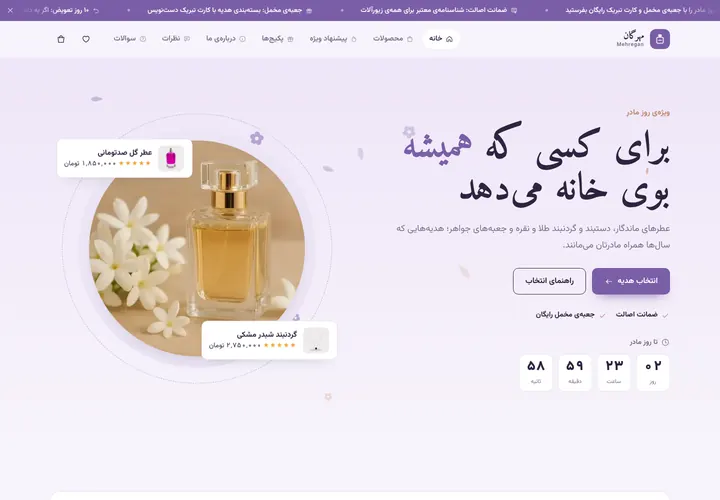 روز مادر را با جعبه‌ی مخمل و کارت تبریک رایگان بفرستید
ضمانت اصالت: شناسنامه‌ی معتبر برای همه‌ی زیورآلات
جعبه‌ی مخمل: بسته‌بندی هدیه با کارت تبریک دست‌نویس
۱۰ روز تعویض: اگر به
مهرگان
Mehregan
خانه
محصولات
پیشنهاد ویژه
پکیج‌ها
درباره‌ی ما
نظرات
سوالات
ویژه‌ی روز مادر
برای کسی که همیشه
بوی خانه می‌دهد
عطرهای ماندگار، دستبند و گردنبند طلا و نقره و جعبه‌های جواهر؛ هدیه‌هایی که
سال‌ها همراه مادرتان می‌مانند.
انتخاب هدیه
راهنمای انتخاب
ضمانت اصالت
جعبه‌ی مخمل رایگان
تا روز مادر
۰۲ ۲۳ ۵۹ ۵۸
روز ساعت دقیقه ثانیه
عطر گل صدتومانی
★★★★★ ۱,۸۵۰,۰۰۰ تومان
گردنبند شبدر مشکی
★★★★★ ۲,۷۵۰,۰۰۰ تومان